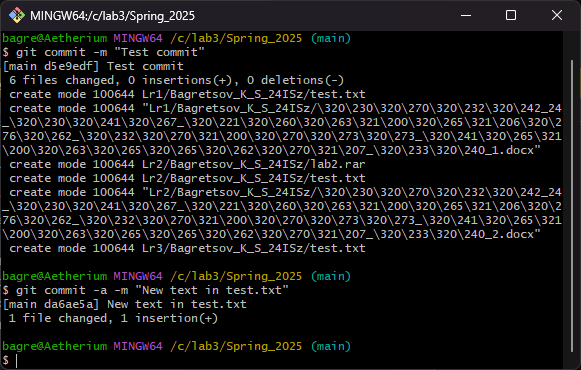 MINGW64:/c/lab3/Spring_2025
bagre@Aetherium MINGW64 /c/lab3/Spring_2025 (main)
$ git commit -m "Test commit"
[main d5e9edf] Test commit
 6 files changed, 0 insertions(+), 0 deletions(-)
 create mode 100644 Lr1/Bagretsov_K_S_24ISz/test.txt
 create mode 100644 "Lr1/Bagretsov_K_S_24ISz/\320\230\320\270\320\232\320\242_24
_\320\230\320\241\320\267_\320\221\320\260\320\263\321\200\320\265\321\206\320\2
76\320\262_\320\232\320\270\321\200\320\270\320\273\320\273_\320\241\320\265\321
\200\320\263\320\265\320\265\320\262\320\270\321\207_\320\233\320\240_1.docx"
 create mode 100644 Lr2/Bagretsov_K_S_24ISz/lab2.rar
 create mode 100644 Lr2/Bagretsov_K_S_24ISz/test.txt
 create mode 100644 "Lr2/Bagretsov_K_S_24ISz/\320\230\320\270\320\232\320\242_24
_\320\230\320\241\320\267_\320\221\320\260\320\263\321\200\320\265\321\206\320\2
76\320\262_\320\232\320\270\321\200\320\270\320\273\320\273_\320\241\320\265\321
\200\320\263\320\265\320\265\320\262\320\270\321\207_\320\233\320\240_2.docx"
 create mode 100644 Lr3/Bagretsov_K_S_24ISz/test.txt
bagre@Aetherium MINGW64 /c/lab3/Spring_2025 (main)
$ git commit -a -m "New text in test.txt"
[main da6ae5a] New text in test.txt
 1 file changed, 1 insertion(+)
bagre@Aetherium MINGW64 /c/lab3/Spring_2025 (main)
$